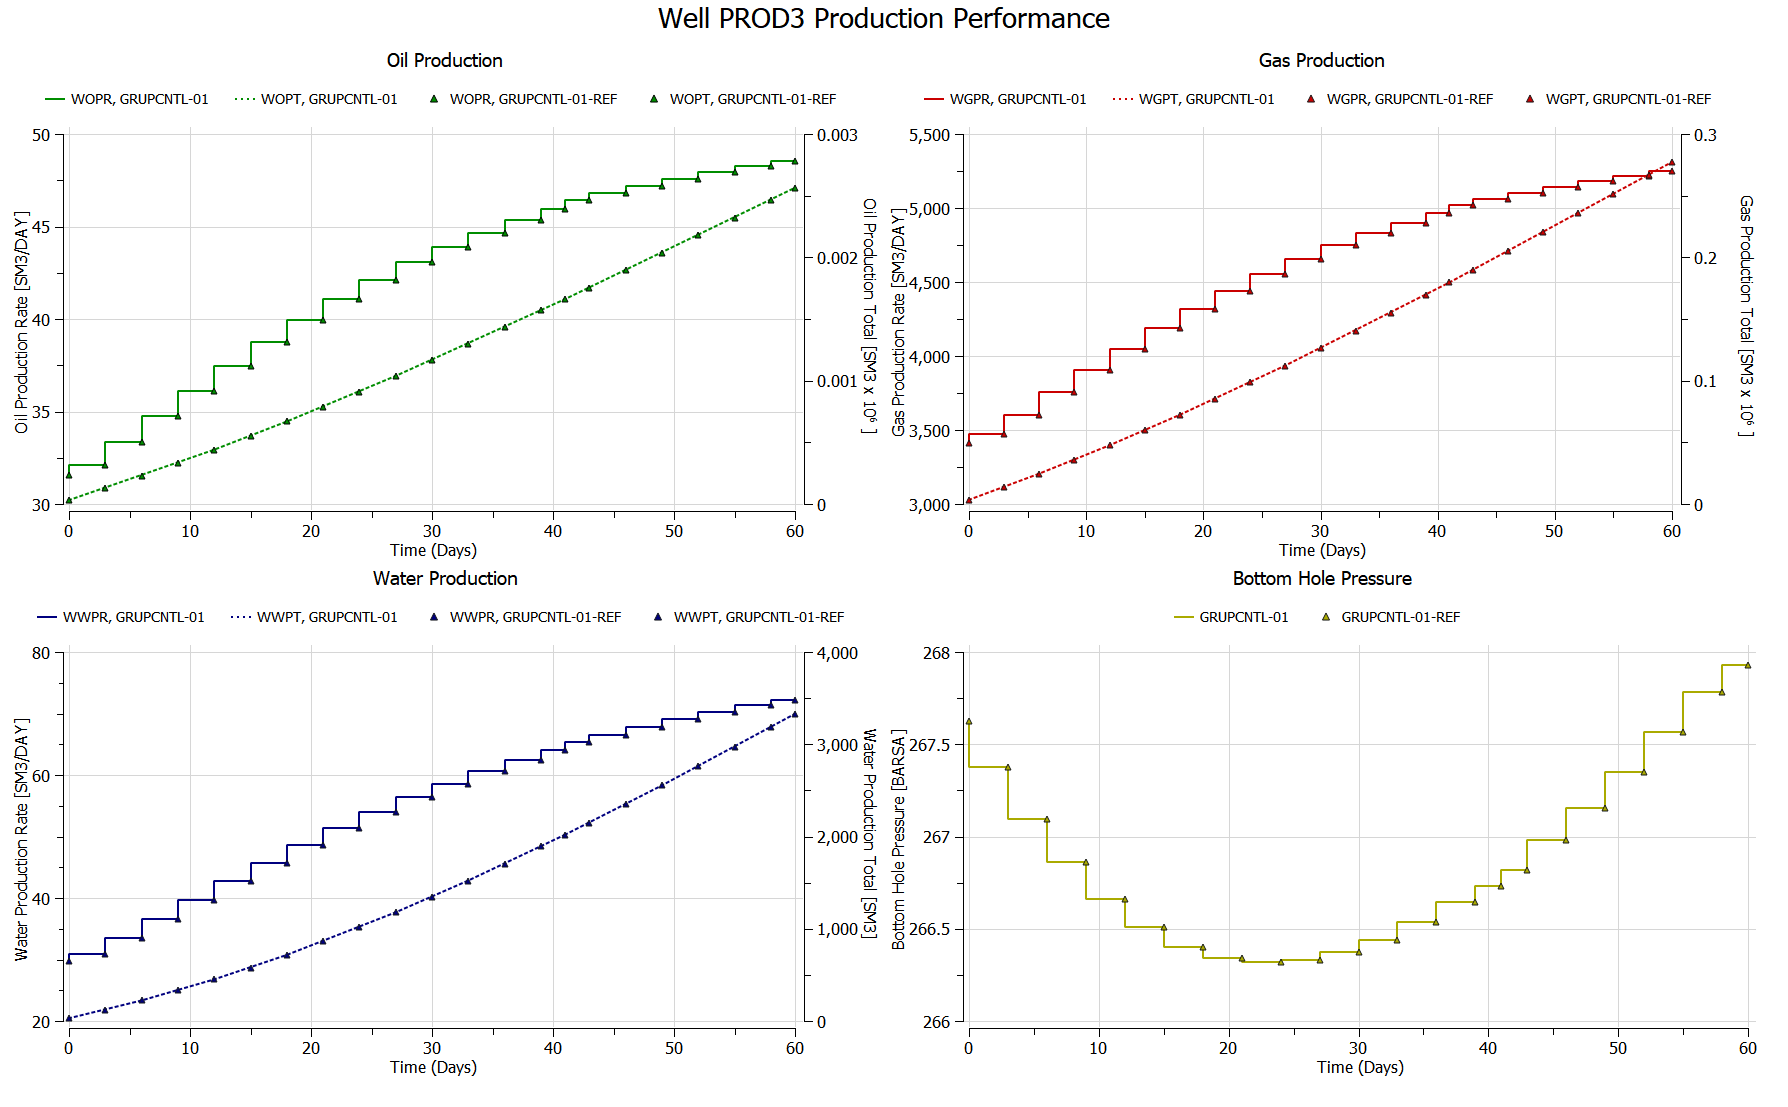 Well PROD3 Production Performance
Oil Production
WOPR, GRUPCNTL-01 WOPT, GRUPCNTL-01 WOPR, GRUPCNTL-01-REF WOPT, GRUPCNTL-01-REF
50
45
40
35
30
Oil Production Rate [SM3/DAY]
0.003
0.002
0.001
0
Oil Production Total [SM3 x 10⁶ ]
0 10 20 30 40 50 60
Time (Days)
Gas Production
WGPR, GRUPCNTL-01 WGPT, GRUPCNTL-01 WGPR, GRUPCNTL-01-REF WGPT, GRUPCNTL-01-REF
5,500
5,000
4,500
4,000
3,500
3,000
Gas Production Rate [SM3/DAY]
0.3
0.2
0.1
0
Gas Production Total [SM3 x 10⁶ ]
0 10 20 30 40 50 60
Time (Days)
Water Production
WWPR, GRUPCNTL-01 WWPT, GRUPCNTL-01 WWPR, GRUPCNTL-01-REF WWPT, GRUPCNTL-01-REF
80
60
40
20
Water Production Rate [SM3/DAY]
4,000
3,000
2,000
1,000
0
Water Production Total [SM3]
0 10 20 30 40 50 60
Time (Days)
Bottom Hole Pressure
GRUPCNTL-01 GRUPCNTL-01-REF
268
267.5
267
266.5
266
Bottom Hole Pressure [BARSA]
0 10 20 30 40 50 60
Time (Days)